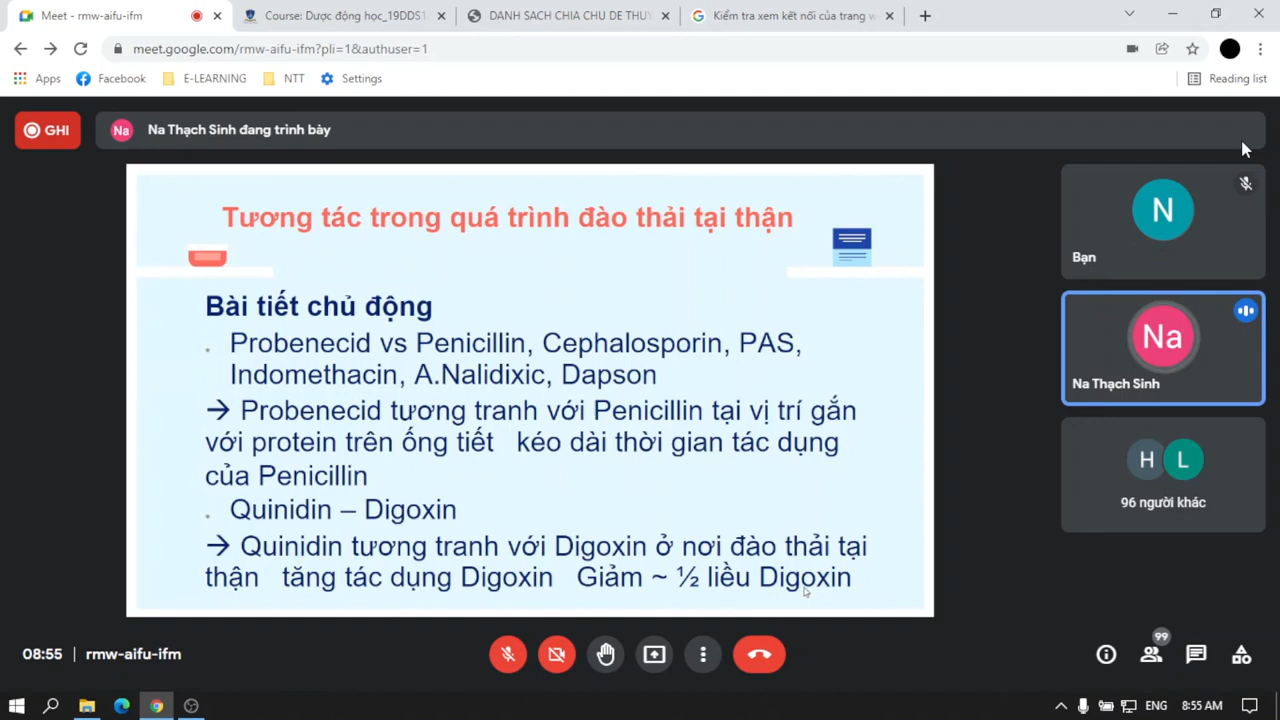 Meet - rmw-aifu-ifm
Course: Dược động học_19DDS1
DANH SACH CHIA CHU DE THUY
Kiểm tra xem kết nối của trang w
meet.google.com/rmw-aifu-ifm?pli=1&authuser=1
Apps
Facebook
E-LEARNING
NTT
Settings
Reading list
GHI
Na
Na Thạch Sinh đang trình bày
Tương tác trong quá trình đào thải tại thận
Bài tiết chủ động
. Probenecid vs Penicillin, Cephalosporin, PAS,
Indomethacin, A.Nalidixic, Dapson
→ Probenecid tương tranh với Penicillin tại vị trí gắn
với protein trên ống tiết kéo dài thời gian tác dụng
của Penicillin
. Quinidin – Digoxin
→ Quinidin tương tranh với Digoxin ở nơi đào thải tại
thận tăng tác dụng Digoxin Giảm ~ ½ liều Digoxin
N
Bạn
Na
Na Thạch Sinh
H L
96 người khác
08:55 | rmw-aifu-ifm
99
ENG
8:55 AM